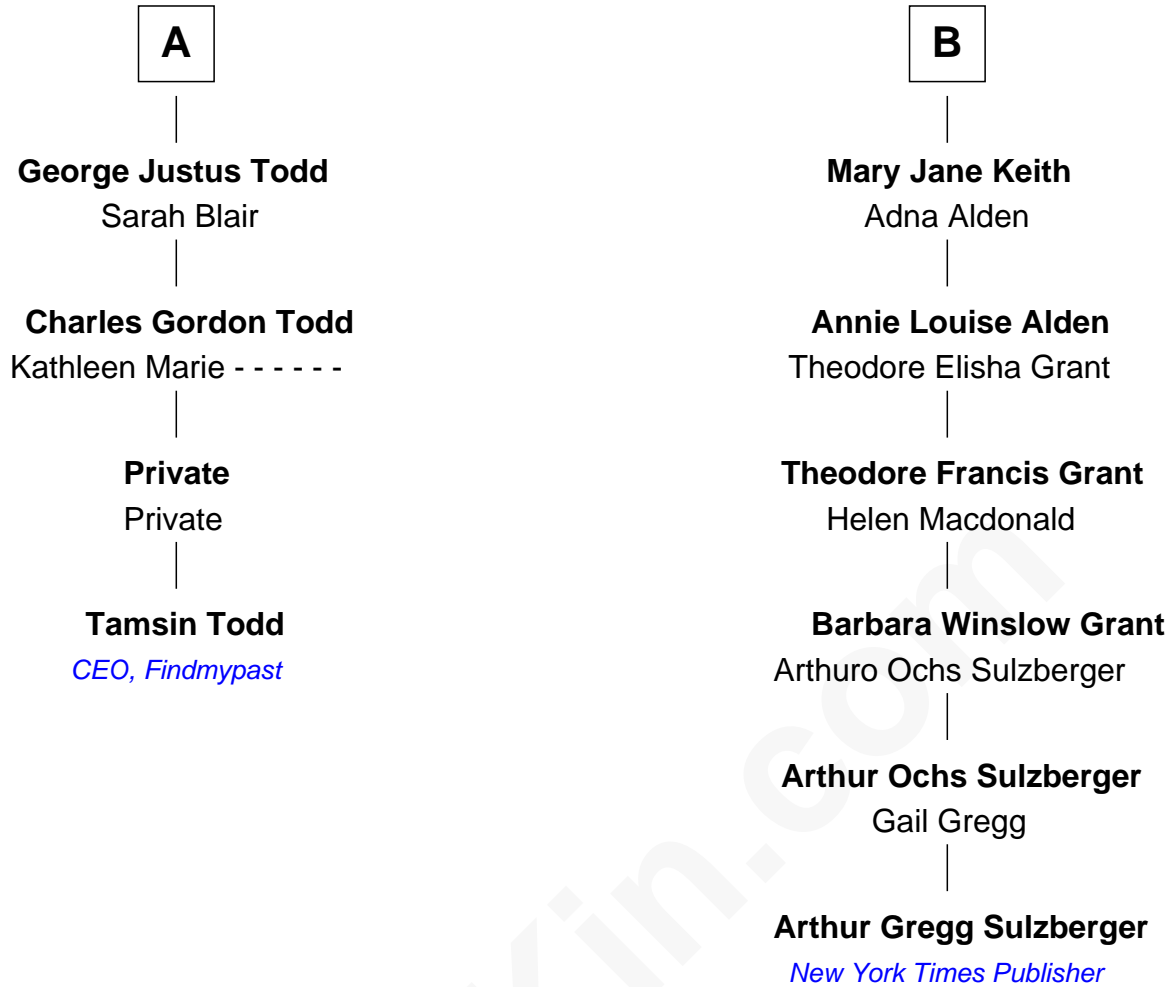 A
George Justus Todd
Sarah Blair
Charles Gordon Todd
Kathleen Marie - - - - - -
Private
Private
Tamsin Todd
CEO, Findmypast
B
Mary Jane Keith
Adna Alden
Annie Louise Alden
Theodore Elisha Grant
Theodore Francis Grant
Helen Macdonald
Barbara Winslow Grant
Arthuro Ochs Sulzberger
Arthur Ochs Sulzberger
Gail Gregg
Arthur Gregg Sulzberger
New York Times Publisher
Kin.com